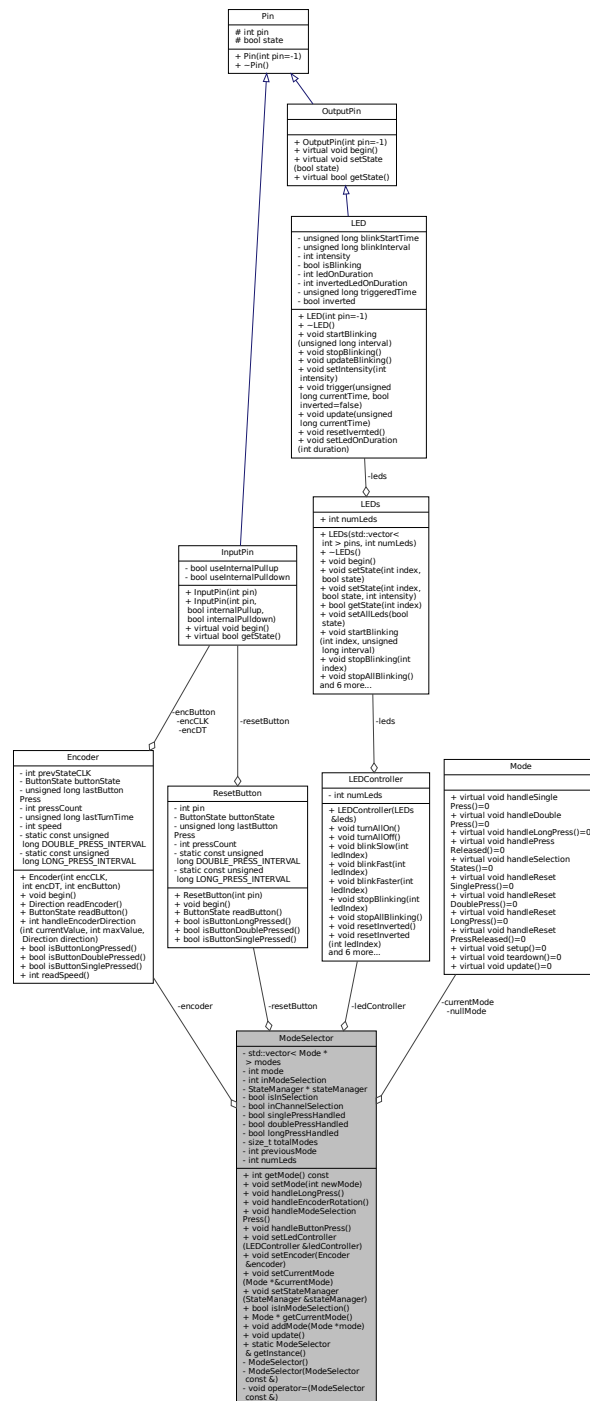 Pin
# int pin
# bool state
+ Pin(int pin=-1)
+ ~Pin()
OutputPin
+ OutputPin(int pin=-1)
+ virtual void begin()
+ virtual void setState
(bool state)
+ virtual bool getState()
LED
- unsigned long blinkStartTime
- unsigned long blinkInterval
- int intensity
- bool isBlinking
- int ledOnDuration
- int invertedLedOnDuration
- unsigned long triggeredTime
- bool inverted
+ LED(int pin=-1)
+ ~LED()
+ void startBlinking
(unsigned long interval)
+ void stopBlinking()
+ void updateBlinking()
+ void setIntensity(int
intensity)
+ void trigger(unsigned
long currentTime, bool
inverted=false)
+ void update(unsigned
long currentTime)
+ void resetIvernted()
+ void setLedOnDuration
(int duration)
-leds
LEDs
+ int numLeds
+ LEDs(std::vector<
int > pins, int numLeds)
+ ~LEDs()
+ void begin()
+ void setState(int index,
bool state)
+ void setState(int index,
bool state, int intensity)
+ bool getState(int index)
+ void setAllLeds(bool
state)
+ void startBlinking
(int index, unsigned
long interval)
+ void stopBlinking(int
index)
+ void stopAllBlinking()
and 6 more...
InputPin
- bool useInternalPullup
- bool useInternalPulldown
+ InputPin(int pin)
+ InputPin(int pin,
bool internalPullup,
bool internalPulldown)
+ virtual void begin()
+ virtual bool getState()
-encButton
-encCLK
-encDT
-resetButton
-leds
Encoder
- int prevStateCLK
- ButtonState buttonState
- unsigned long lastButton
Press
- int pressCount
- unsigned long lastTurnTime
- int speed
- static const unsigned
long DOUBLE_PRESS_INTERVAL
- static const unsigned
long LONG_PRESS_INTERVAL
+ Encoder(int encCLK,
int encDT, int encButton)
+ void begin()
+ Direction readEncoder()
+ ButtonState readButton()
+ int handleEncoderDirection
(int currentValue, int maxValue,
Direction direction)
+ bool isButtonLongPressed()
+ bool isButtonDoublePressed()
+ bool isButtonSinglePressed()
+ int readSpeed()
ResetButton
- int pin
- ButtonState buttonState
- unsigned long lastButton
Press
- int pressCount
- static const unsigned
long DOUBLE_PRESS_INTERVAL
- static const unsigned
long LONG_PRESS_INTERVAL
+ ResetButton(int pin)
+ void begin()
+ ButtonState readButton()
+ bool isButtonLongPressed()
+ bool isButtonDoublePressed()
+ bool isButtonSinglePressed()
LEDController
- int numLeds
+ LEDController(LEDs
&leds)
+ void turnAllOn()
+ void turnAllOff()
+ void blinkSlow(int
ledIndex)
+ void blinkFast(int
ledIndex)
+ void blinkFaster(int
ledIndex)
+ void stopBlinking(int
ledIndex)
+ void stopAllBlinking()
+ void resetInverted()
+ void resetInverted
(int ledIndex)
and 6 more...
Mode
+ virtual void handleSingle
Press()=0
+ virtual void handleDouble
Press()=0
+ virtual void handleLongPress()=0
+ virtual void handlePress
Released()=0
+ virtual void handleSelection
States()=0
+ virtual void handleReset
SinglePress()=0
+ virtual void handleReset
DoublePress()=0
+ virtual void handleReset
LongPress()=0
+ virtual void handleReset
PressReleased()=0
+ virtual void setup()=0
+ virtual void teardown()=0
+ virtual void update()=0
-encoder
-resetButton
-ledController
-currentMode
-nullMode
ModeSelector
- std::vector< Mode *
> modes
- int mode
- int inModeSelection
- StateManager * stateManager
- bool isInSelection
- bool inChannelSelection
- bool singlePressHandled
- bool doublePressHandled
- bool longPressHandled
- size_t totalModes
- int previousMode
- int numLeds
+ int getMode() const
+ void setMode(int newMode)
+ void handleLongPress()
+ void handleEncoderRotation()
+ void handleModeSelection
Press()
+ void handleButtonPress()
+ void setLedController
(LEDController &ledController)
+ void setEncoder(Encoder
&encoder)
+ void setCurrentMode
(Mode *&currentMode)
+ void setStateManager
(StateManager &stateManager)
+ bool isInModeSelection()
+ Mode * getCurrentMode()
+ void addMode(Mode *mode)
+ void update()
+ static ModeSelector
& getInstance()
- ModeSelector()
- ModeSelector(ModeSelector
const &)
- void operator=(ModeSelector
const &)